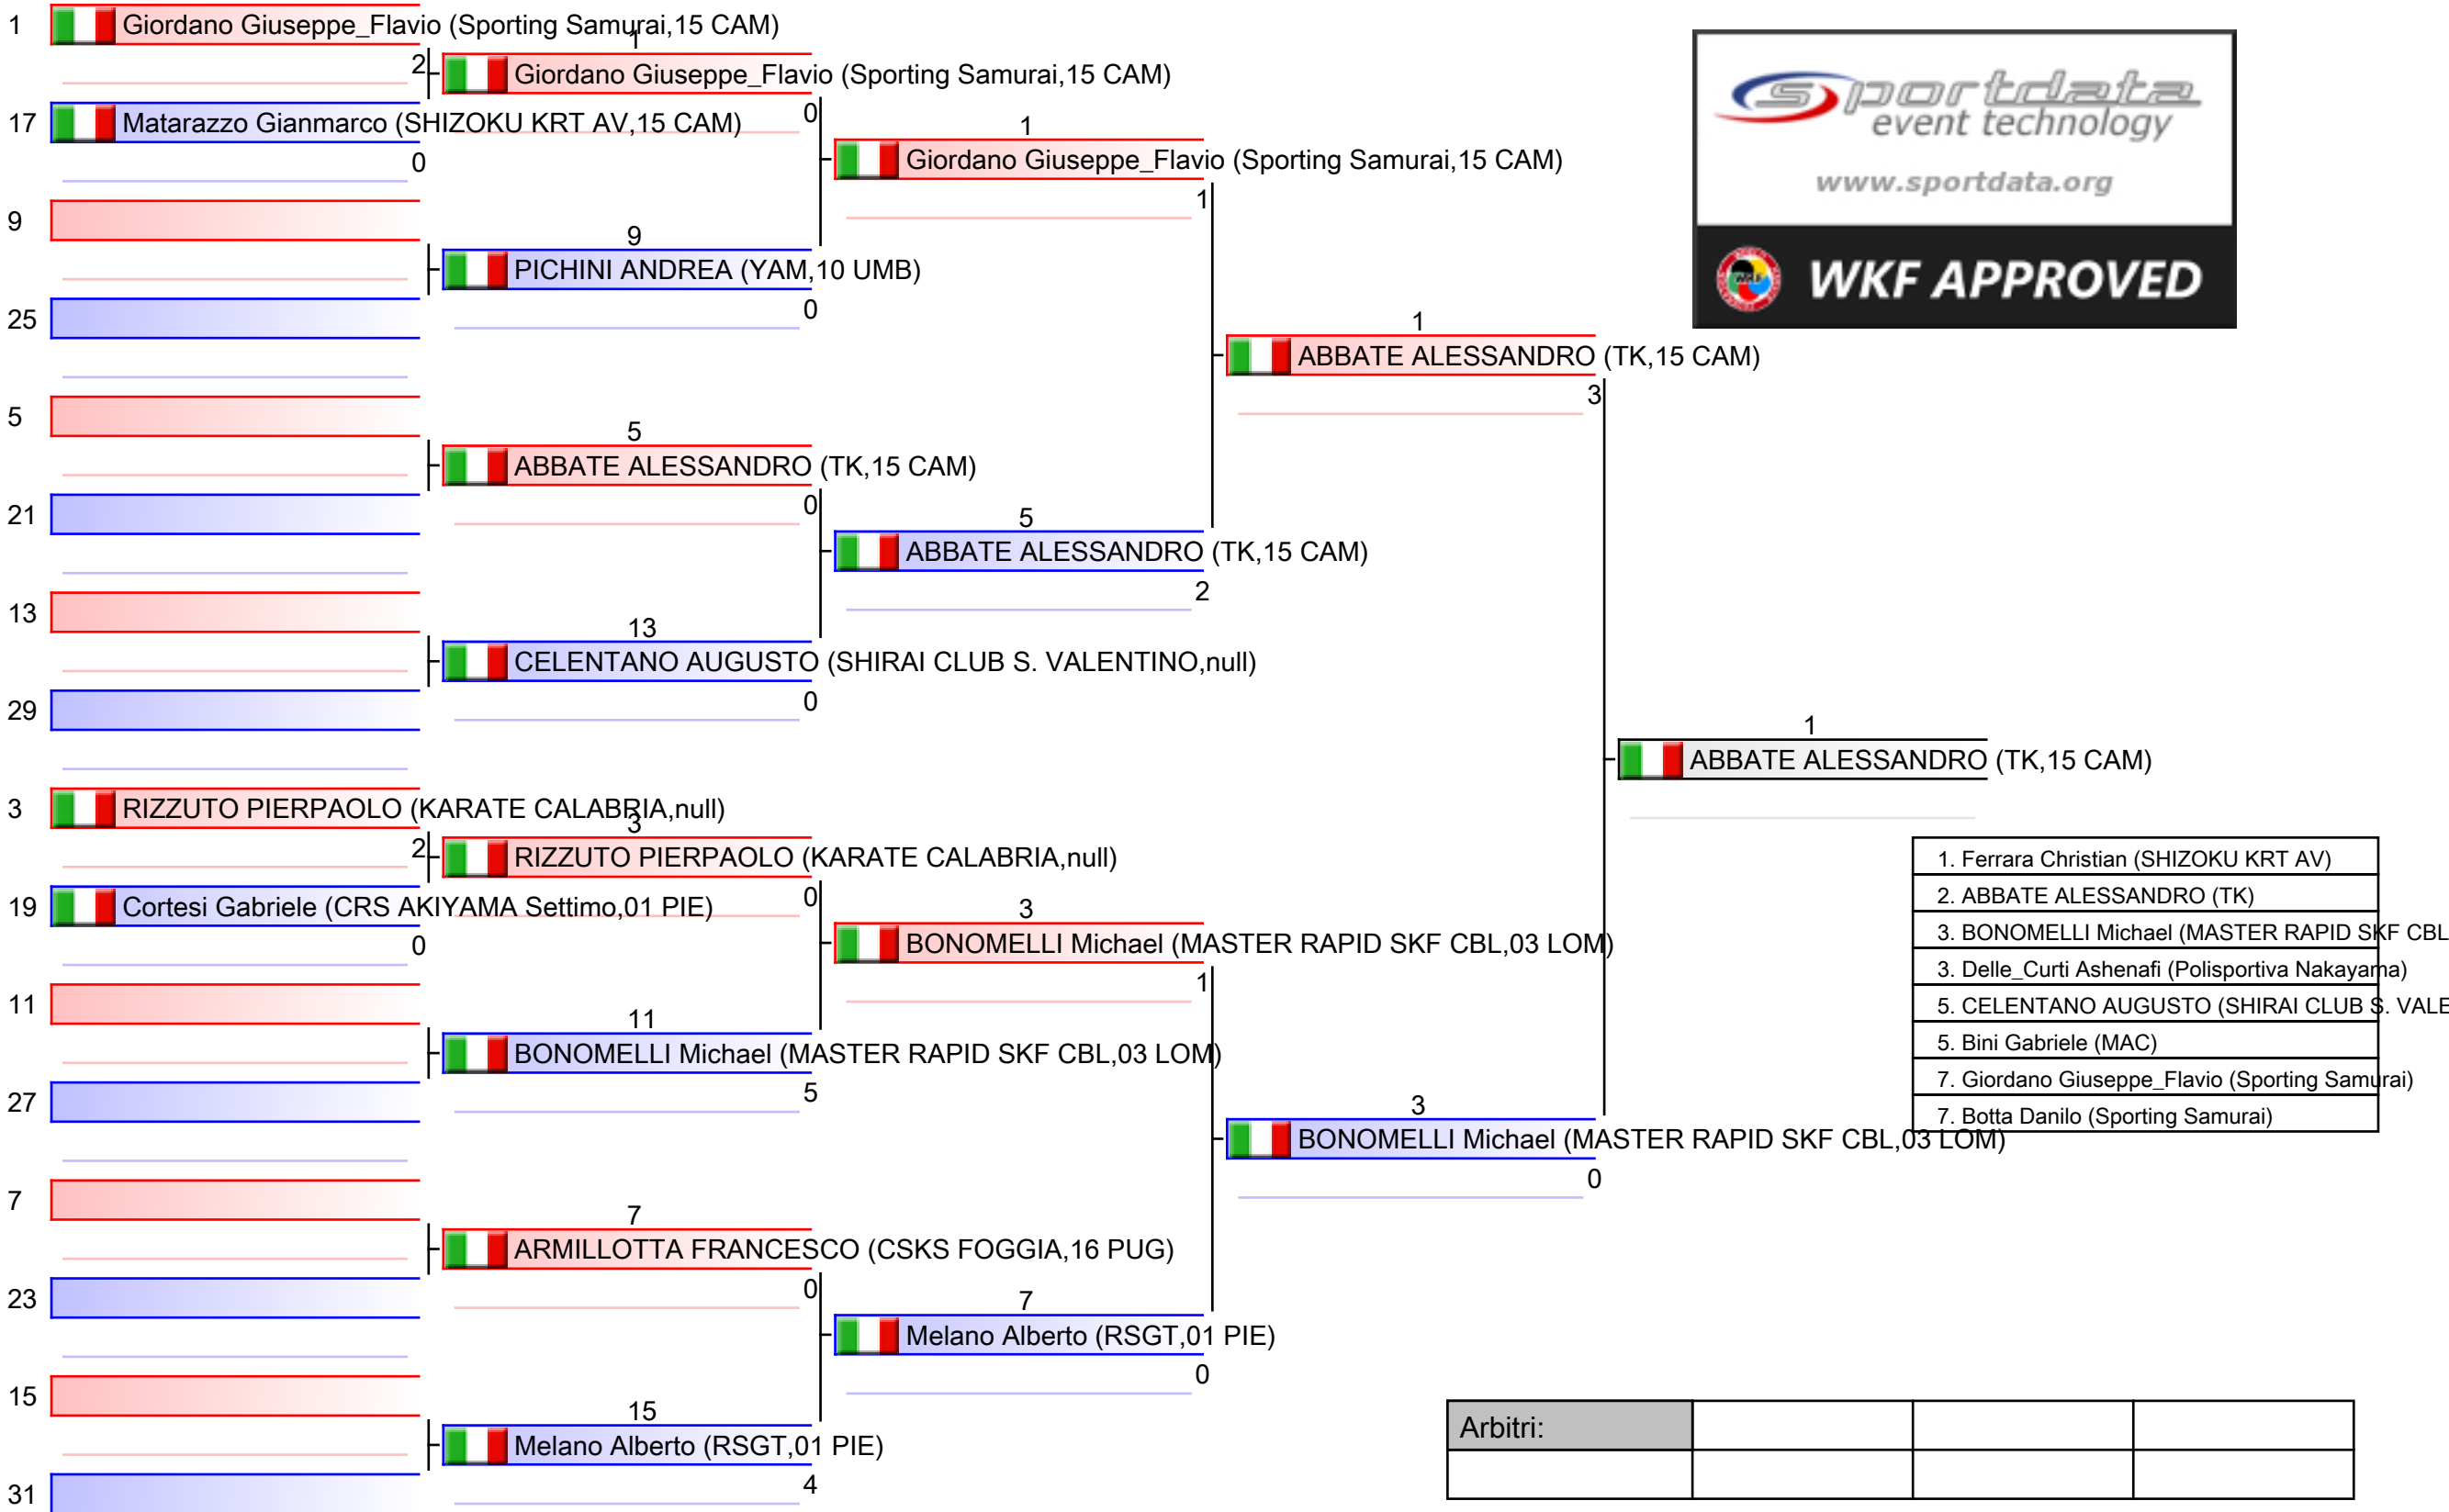 1 Giordano Giuseppe_Flavio (Sporting Samurai,15 CAM)
2
17 Matarazzo Gianmarco (SHIZOKU KRT AV,15 CAM)
0
9
25
5
21
13
29
3 RIZZUTO PIERPAOLO (KARATE CALABRIA,null)
2
19 Cortesi Gabriele (CRS AKIYAMA Settimo,01 PIE)
0
11
27
7
23
15
31
1
Giordano Giuseppe_Flavio (Sporting Samurai,15 CAM)
0
9
PICHINI ANDREA (YAM,10 UMB)
0
5
ABBATE ALESSANDRO (TK,15 CAM)
0
13
CELENTANO AUGUSTO (SHIRAI CLUB S. VALENTINO,null)
0
3
RIZZUTO PIERPAOLO (KARATE CALABRIA,null)
0
11
BONOMELLI Michael (MASTER RAPID SKF CBL,03 LOM)
5
7
ARMILLOTTA FRANCESCO (CSKS FOGGIA,16 PUG)
0
15
Melano Alberto (RSGT,01 PIE)
4
1
Giordano Giuseppe_Flavio (Sporting Samurai,15 CAM)
1
5
ABBATE ALESSANDRO (TK,15 CAM)
2
3
BONOMELLI Michael (MASTER RAPID SKF CBL,03 LOM)
1
7
Melano Alberto (RSGT,01 PIE)
0
1
ABBATE ALESSANDRO (TK,15 CAM)
3
3
BONOMELLI Michael (MASTER RAPID SKF CBL,03 LOM)
0
1
ABBATE ALESSANDRO (TK,15 CAM)
sportdata
event technology
www.sportdata.org
WKF
WKF APPROVED
1. Ferrara Christian (SHIZOKU KRT AV)
2. ABBATE ALESSANDRO (TK)
3. BONOMELLI Michael (MASTER RAPID SKF CBL
3. Delle_Curti Ashenafi (Polisportiva Nakayama)
5. CELENTANO AUGUSTO (SHIRAI CLUB S. VALE
5. Bini Gabriele (MAC)
7. Giordano Giuseppe_Flavio (Sporting Samurai)
7. Botta Danilo (Sporting Samurai)
Arbitri: